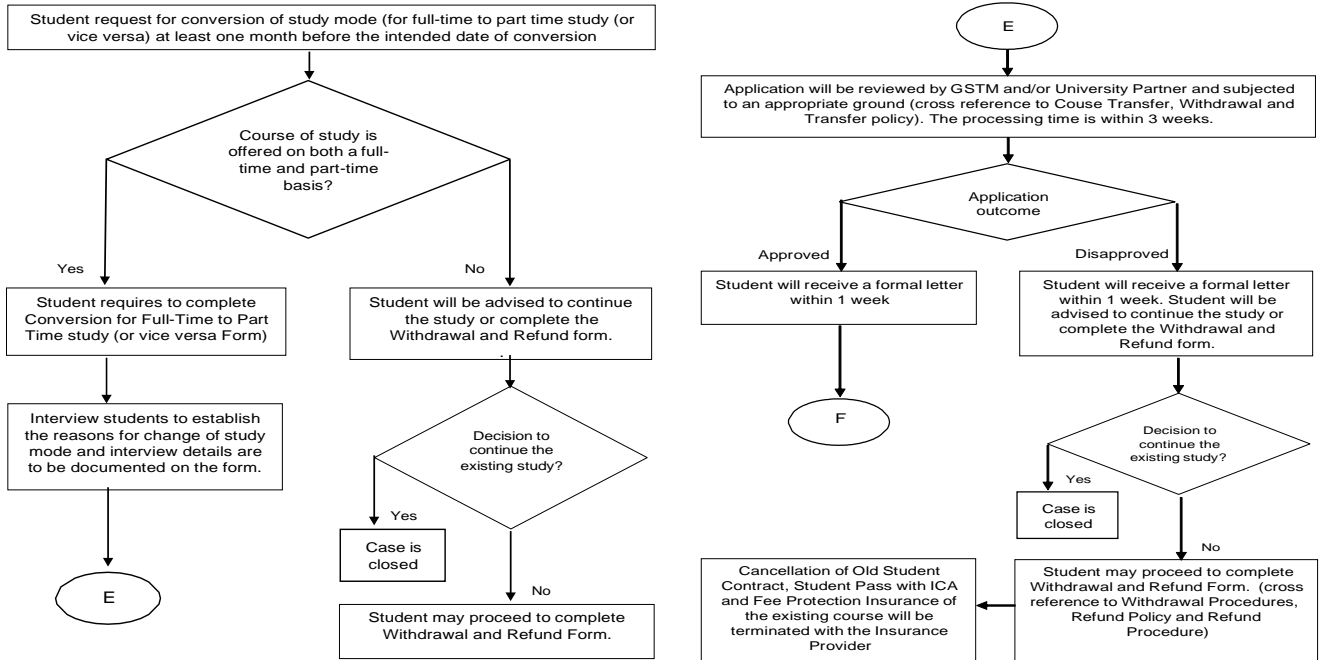 Student request for conversion of study mode (for full-time to part time study (or
vice versa) at least one month before the intended date of conversion
Course of study is
offered on both a full-
time and part-time
basis?
Yes
No
Student requires to complete
Conversion for Full-Time to Part
Time study (or vice versa Form)
Student will be advised to continue
the study or complete the
Withdrawal and Refund form.
.
Interview students to establish
the reasons for change of study
mode and interview details are
to be documented on the form.
Decision to
continue the
existing study?
Yes
Case is
closed
E
No
Student may proceed to complete
Withdrawal and Refund Form.
E
Application will be reviewed by GSTM and/or University Partner and subjected
to an appropriate ground (cross reference to Couse Transfer, Withdrawal and
Transfer policy). The processing time is within 3 weeks.
Application
outcome
Approved
Disapproved
Student will receive a formal letter
within 1 week
Student will receive a formal letter
within 1 week. Student will be
advised to continue the study or
complete the Withdrawal and
Refund form.
F
Decision to
continue the
existing study?
Yes
Case is
closed
No
Student may proceed to complete
Withdrawal and Refund Form. (cross
reference to Withdrawal Procedures,
Refund Policy and Refund
Procedure)
Cancellation of Old Student
Contract, Student Pass with ICA
and Fee Protection Insurance of
the existing course will be
terminated with the Insurance
Provider